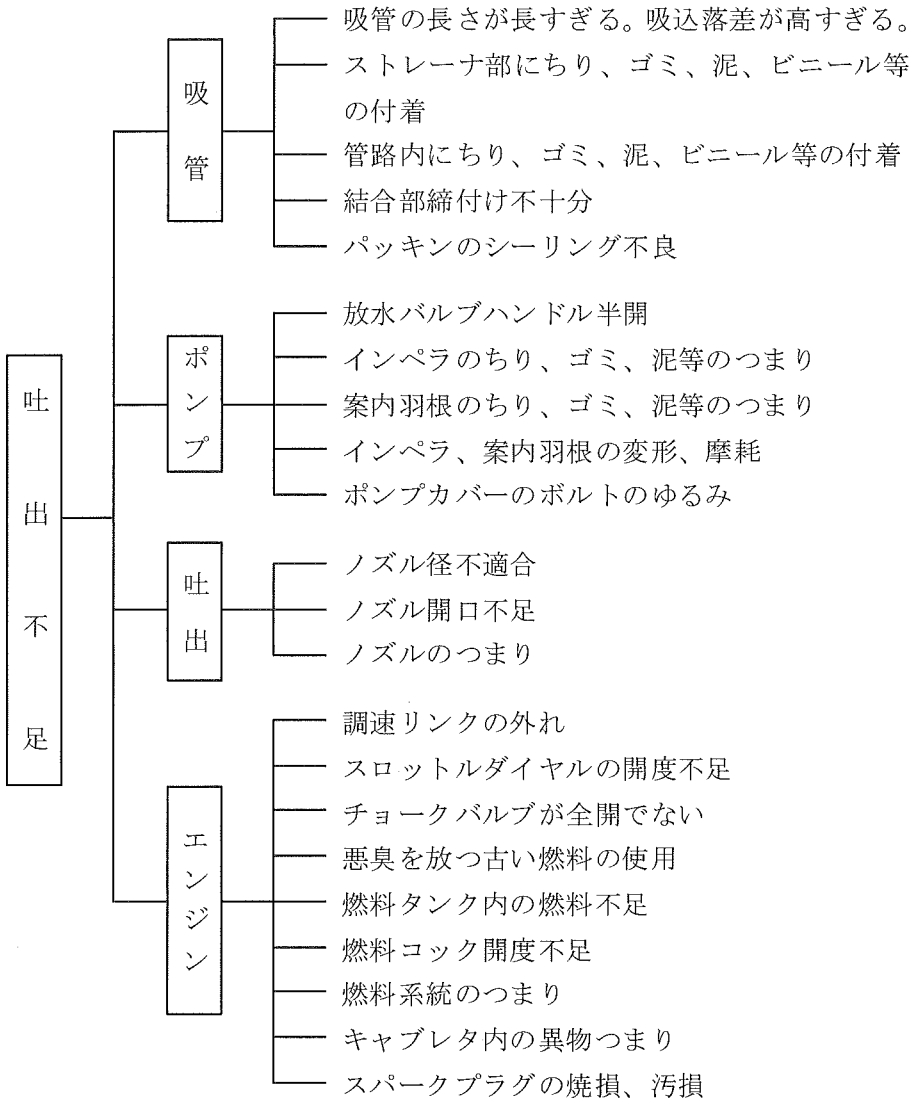 吐出不足
吸管
吸管の長さが長すぎる。吸込落差が高すぎる。
ストレーナ部にちり、ゴミ、泥、ビニール等
の付着
管路内にちり、ゴミ、泥、ビニール等の付着
結合部締付け不十分
パッキンのシーリング不良
ポンプ
放水バルブハンドル半開
インペラのちり、ゴミ、泥等のつまり
案内羽根のちり、ゴミ、泥等のつまり
インペラ、案内羽根の変形、摩耗
ポンプカバーのボルトのゆるみ
吐出
ノズル径不適合
ノズル開口不足
ノズルのつまり
エンジン
調速リンクの外れ
スロットルダイヤルの開度不足
チョークバルブが全開でない
悪臭を放つ古い燃料の使用
燃料タンク内の燃料不足
燃料コック開度不足
燃料系統のつまり
キャブレタ内の異物つまり
スパークプラグの焼損、汚損